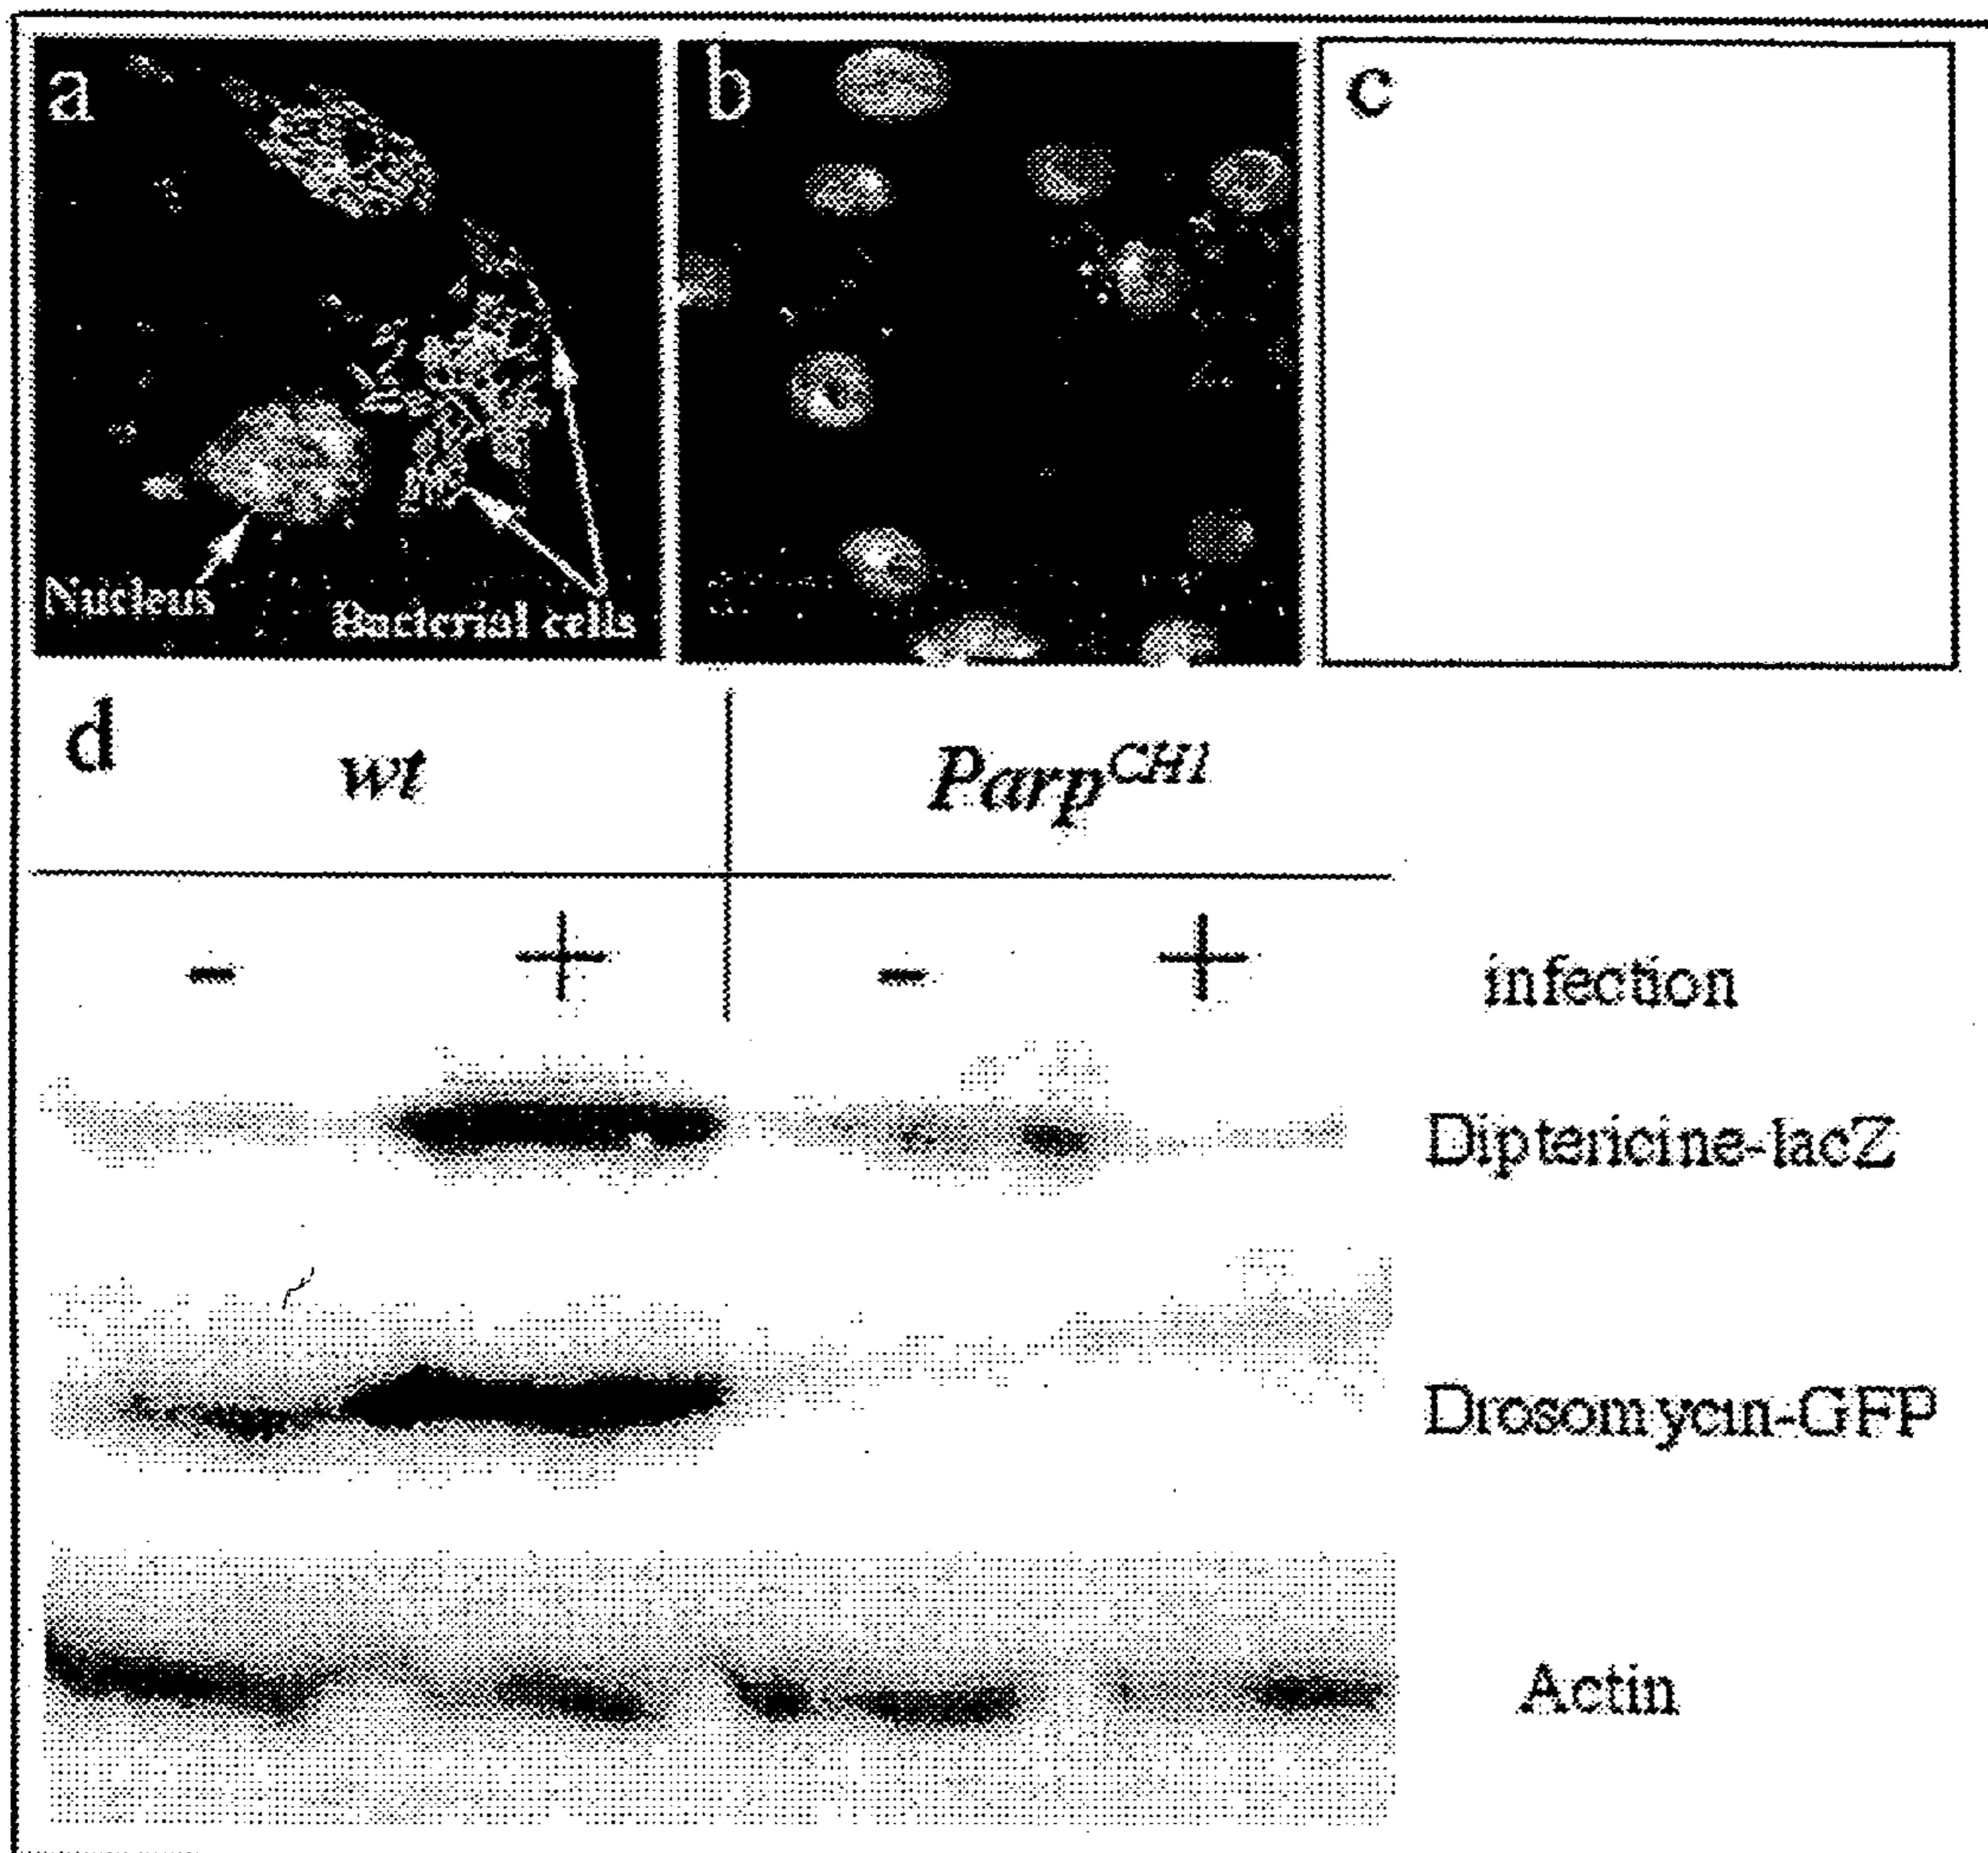 a
b
c
Nucleus
Bacterial cells
d
wt
Parp^CH1
- + - + infection
Diptericine-lacZ
Drosomycin-GFP
Actin